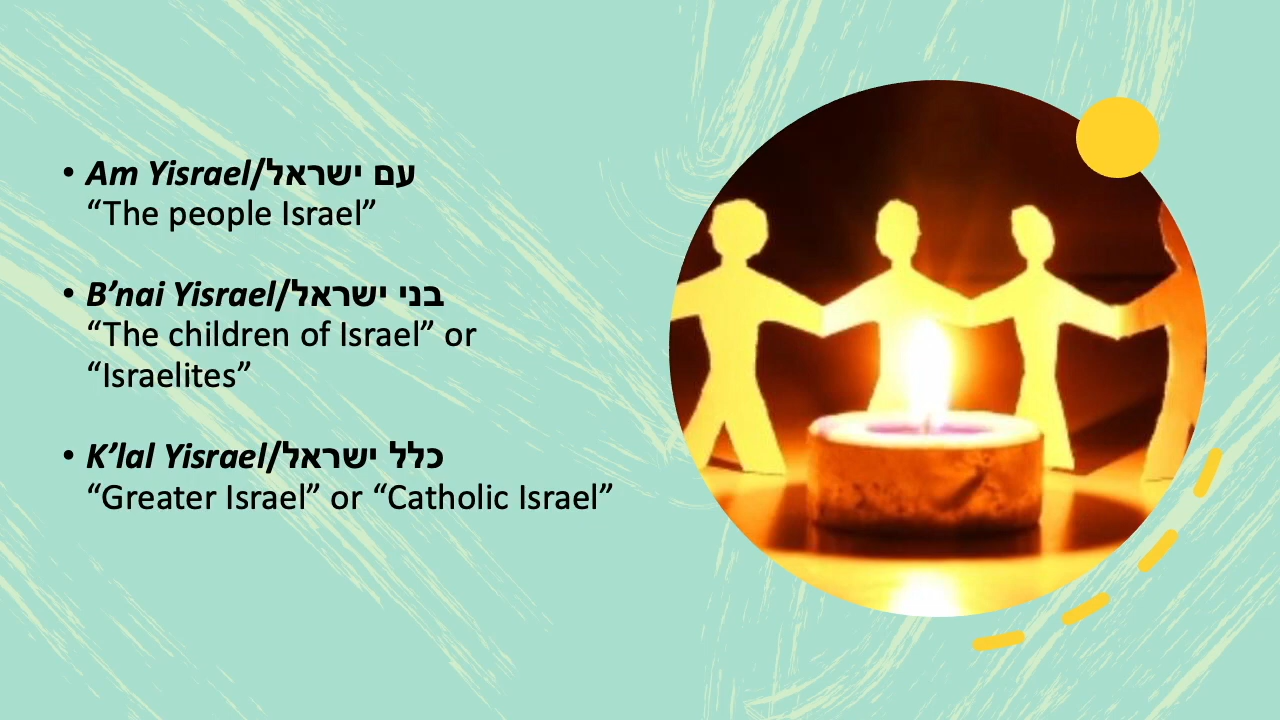 • Am Yisrael/עם ישראל
“The people Israel”
• B’nai Yisrael/בני ישראל
“The children of Israel” or
“Israelites”
• K’lal Yisrael/כלל ישראל
“Greater Israel” or “Catholic Israel”